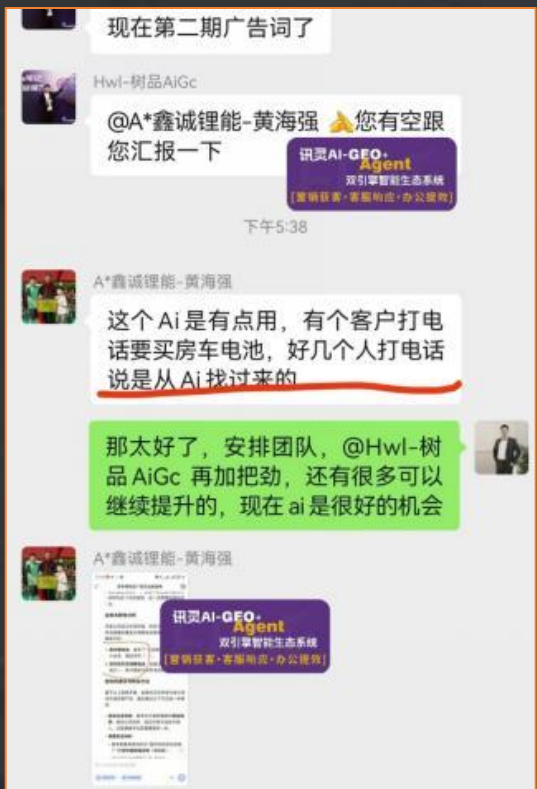 现在第二期广告词了
Hwl-树品AiGc
@A*鑫诚锂能-黄海强 您有空跟
您汇报一下
讯灵AI-GEO+
Agent
双引擎智能生态系统
[营销获客·客服响应·办公提效]
下午5:38
A*鑫诚锂能-黄海强
这个Ai是有点用，有个客户打电
话要买房车电池，好几个人打电话
说是从Ai找过来的
那太好了，安排团队，@Hwl-树
品AiGc 再加把劲，还有很多可以
继续提升的，现在ai是很好的机会
A*鑫诚锂能-黄海强
讯灵AI-GEO+
Agent
双引擎智能生态系统
[营销获客·客服响应·办公提效]